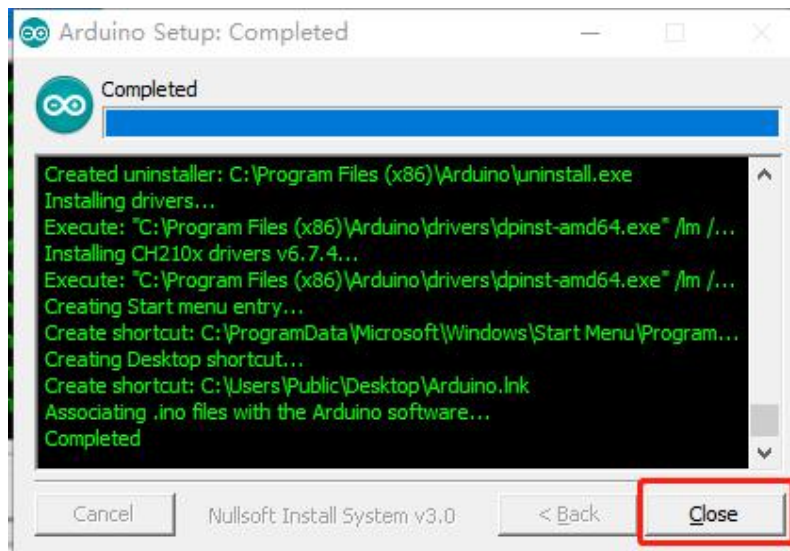 Arduino Setup: Completed
Completed
Created uninstaller: C:\Program Files (x86)\Arduino\uninstall.exe
Installing drivers...
Execute: "C:\Program Files (x86)\Arduino\drivers\dpinst-amd64.exe" /lm /...
Installing CH210x drivers v6.7.4...
Execute: "C:\Program Files (x86)\Arduino\drivers\dpinst-amd64.exe" /lm /...
Creating Start menu entry...
Create shortcut: C:\ProgramData\Microsoft\Windows\Start Menu\Program...
Creating Desktop shortcut...
Create shortcut: C:\Users\Public\Desktop\Arduino.lnk
Associating .ino files with the Arduino software...
Completed
Cancel Nullsoft Install System v3.0 < Back Close